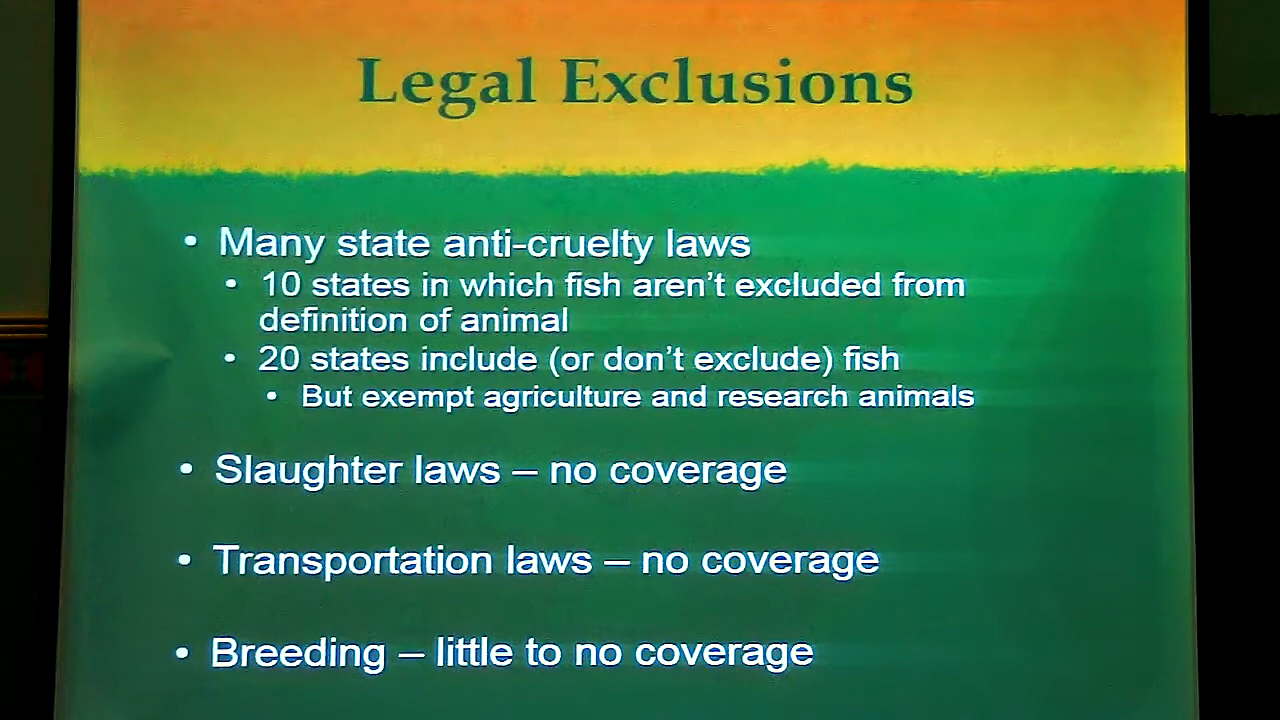 Legal Exclusions
• Many state anti-cruelty laws
• 10 states in which fish aren’t excluded from
definition of animal
• 20 states include (or don’t exclude) fish
• But exempt agriculture and research animals
• Slaughter laws – no coverage
• Transportation laws – no coverage
• Breeding – little to no coverage